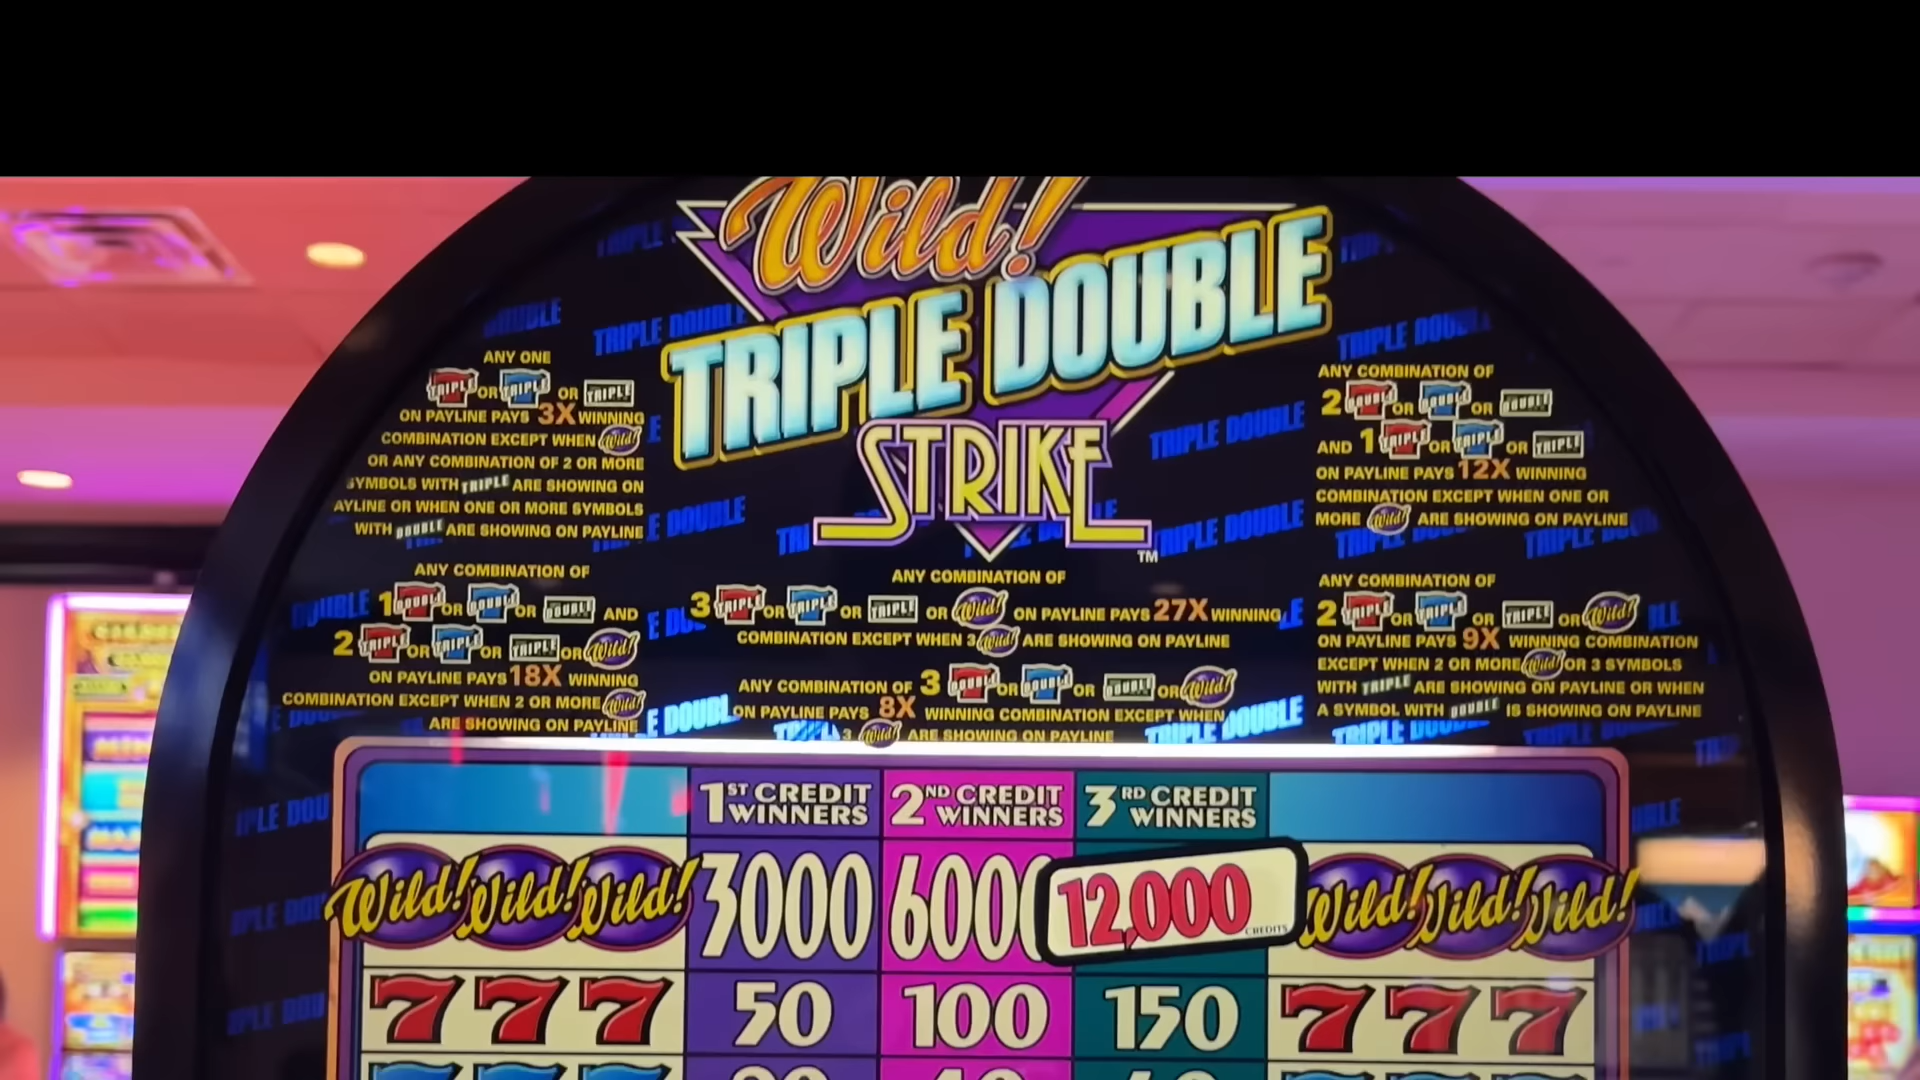 Wild!
TRIPLE DOUBLE
STRIKE
TM
ANY ONE
TRIPLE OR TRIPLE OR TRIPLE
ON PAYLINE PAYS 3X WINNING
COMBINATION EXCEPT WHEN Wild!
OR ANY COMBINATION OF 2 OR MORE
SYMBOLS WITH TRIPLE ARE SHOWING ON
AYLINE OR WHEN ONE OR MORE SYMBOLS
WITH DOUBLE ARE SHOWING ON PAYLINE
ANY COMBINATION OF
2 DOUBLE OR DOUBLE OR DOUBLE
AND 1 TRIPLE OR TRIPLE OR TRIPLE
ON PAYLINE PAYS 12X WINNING
COMBINATION EXCEPT WHEN ONE OR
MORE Wild! ARE SHOWING ON PAYLINE
ANY COMBINATION OF
1 DOUBLE OR DOUBLE OR DOUBLE AND
2 TRIPLE OR TRIPLE OR TRIPLE OR Wild!
ON PAYLINE PAYS 18X WINNING
COMBINATION EXCEPT WHEN 2 OR MORE Wild!
ARE SHOWING ON PAYLINE
ANY COMBINATION OF
3 TRIPLE OR TRIPLE OR TRIPLE OR Wild! ON PAYLINE PAYS 27X WINNING
COMBINATION EXCEPT WHEN 3 Wild! ARE SHOWING ON PAYLINE
ANY COMBINATION OF 3 DOUBLE OR DOUBLE OR DOUBLE OR Wild!
ON PAYLINE PAYS 8X WINNING COMBINATION EXCEPT WHEN
3 Wild! ARE SHOWING ON PAYLINE
ANY COMBINATION OF
2 TRIPLE OR TRIPLE OR TRIPLE OR Wild!
ON PAYLINE PAYS 9X WINNING COMBINATION
EXCEPT WHEN 2 OR MORE Wild! OR 3 SYMBOLS
WITH TRIPLE ARE SHOWING ON PAYLINE OR WHEN
A SYMBOL WITH DOUBLE IS SHOWING ON PAYLINE
1ST CREDIT WINNERS 2ND CREDIT WINNERS 3RD CREDIT WINNERS
Wild! Wild! Wild! 3000 6000 12,000 CREDITS Wild! Wild! Wild!
7 7 7 50 100 150 7 7 7